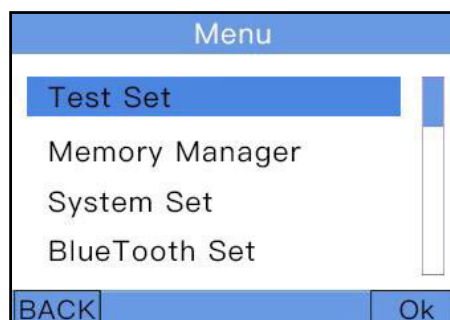 Menu
Test Set
Memory Manager
System Set
BlueTooth Set
BACK Ok